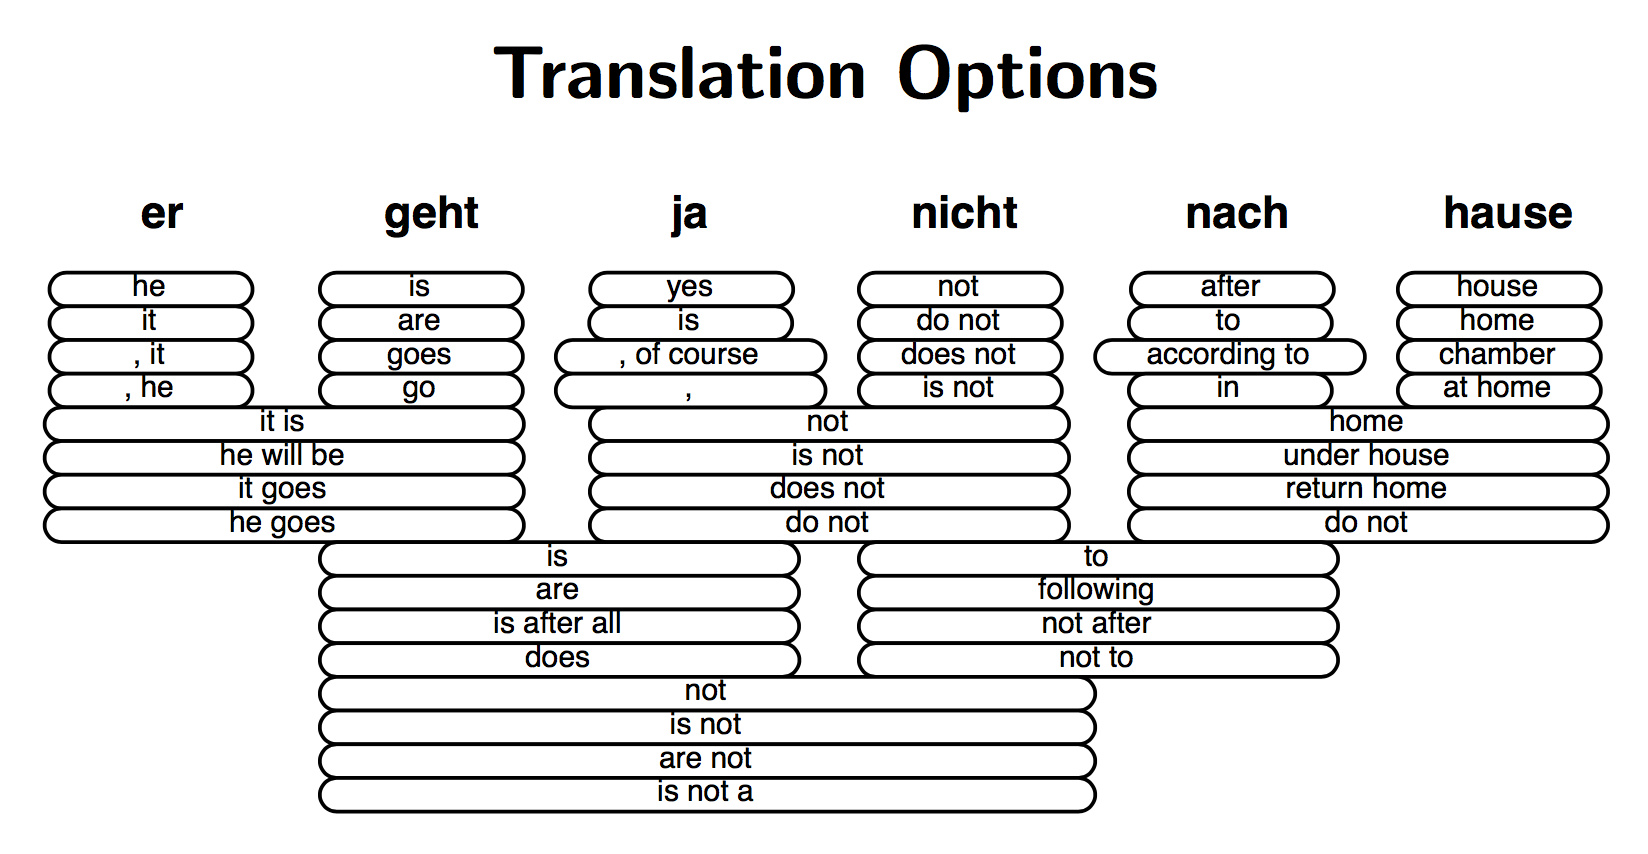 Translation Options
er geht ja nicht nach hause
he is yes not after house
it are is do not to home
, it goes , of course does not according to chamber
, he go , is not in at home
it is not home
he will be is not under house
it goes does not return home
he goes do not do not
is to
are following
is after all not after
does not to
not
is not
are not
is not a